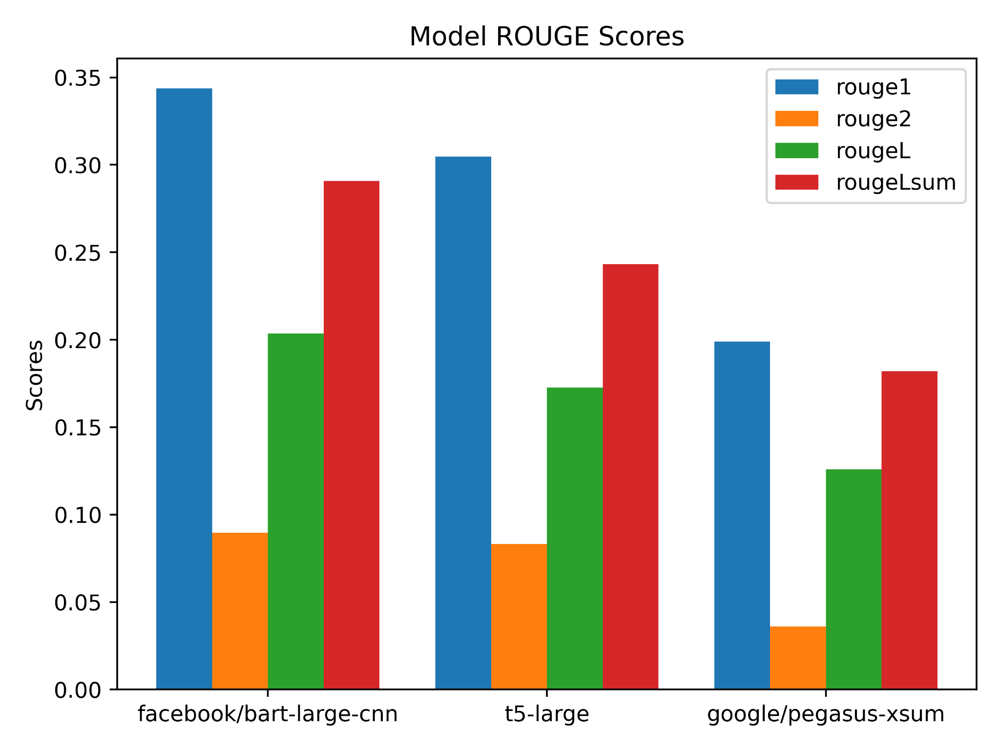 Model ROUGE Scores
rouge1
rouge2
rougeL
rougeLsum
Scores
0.35
0.30
0.25
0.20
0.15
0.10
0.05
0.00
facebook/bart-large-cnn
t5-large
google/pegasus-xsum